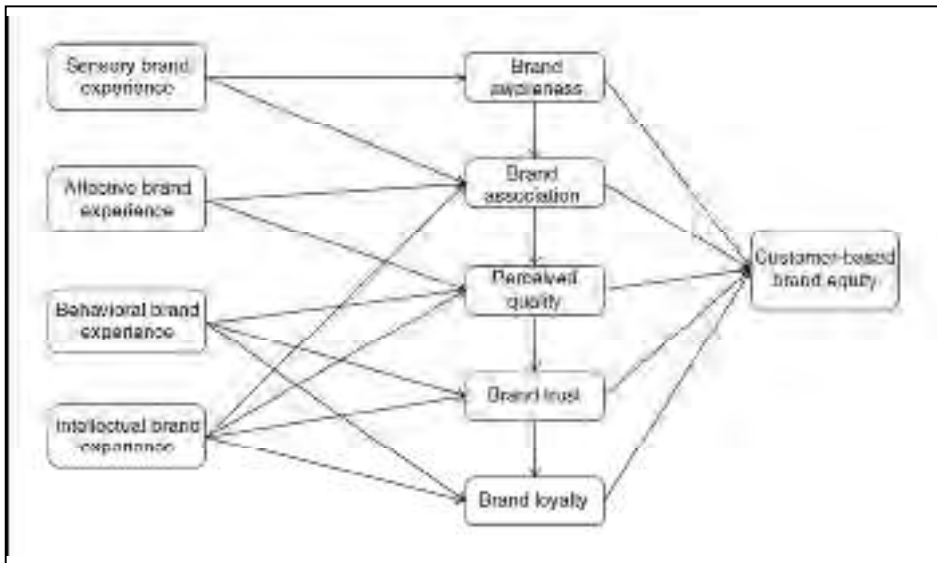 Sensory brand
experience
Brand
awareness
Affective brand
experience
Brand
association
Customer-based
brand equity
Perceived
quality
Behavioral brand
experience
Brand trust
Intellectual brand
experience
Brand loyalty